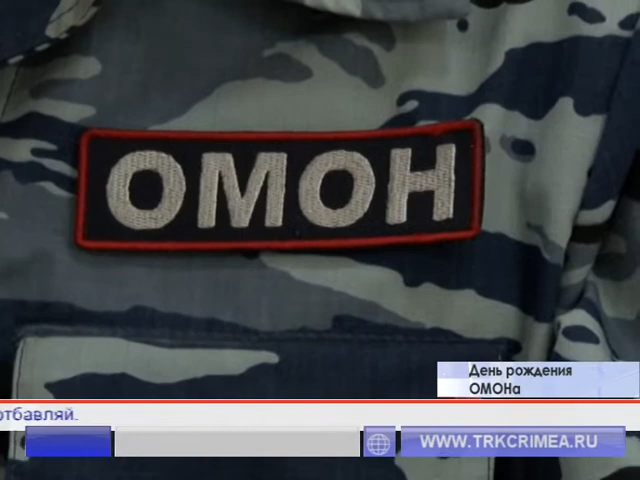 ОМОН
День рождения
ОМОНа
отбавляй.
WWW.TRKCRIMEA.RU